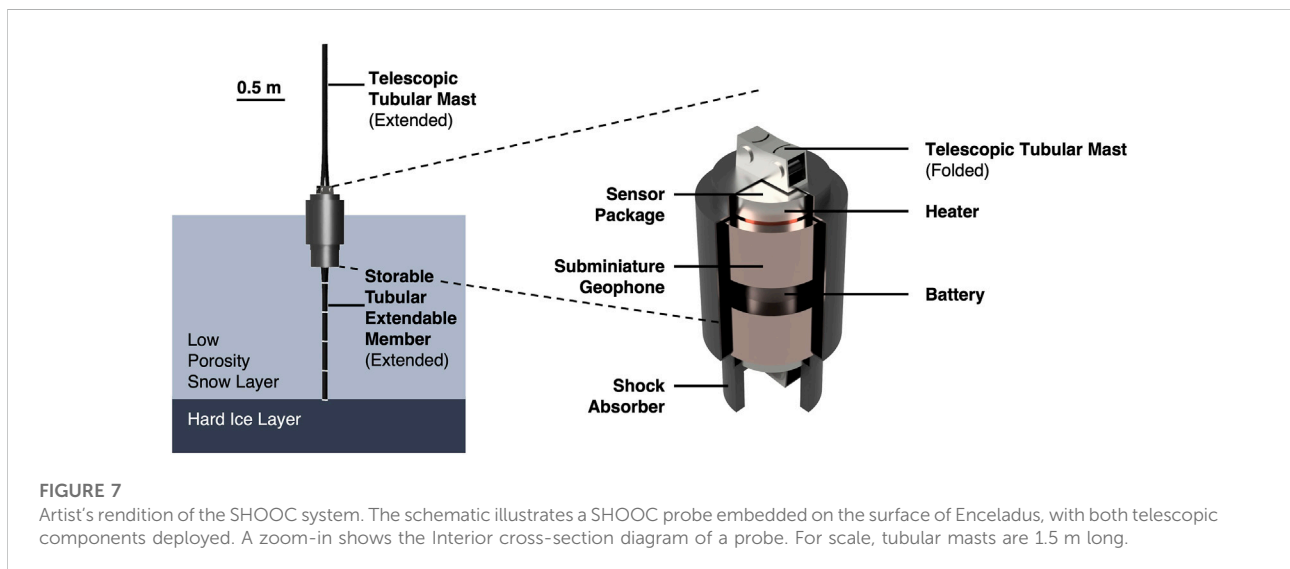 0.5 m
Telescopic
Tubular Mast
(Extended)
Storable
Tubular
Extendable
Member
(Extended)
Low
Porosity
Snow Layer
Hard Ice Layer
Telescopic Tubular Mast
(Folded)
Sensor
Package
Heater
Subminiature
Geophone
Battery
Shock
Absorber
FIGURE 7
Artist's rendition of the SHOOC system. The schematic illustrates a SHOOC probe embedded on the surface of Enceladus, with both telescopic
components deployed. A zoom-in shows the Interior cross-section diagram of a probe. For scale, tubular masts are 1.5 m long.